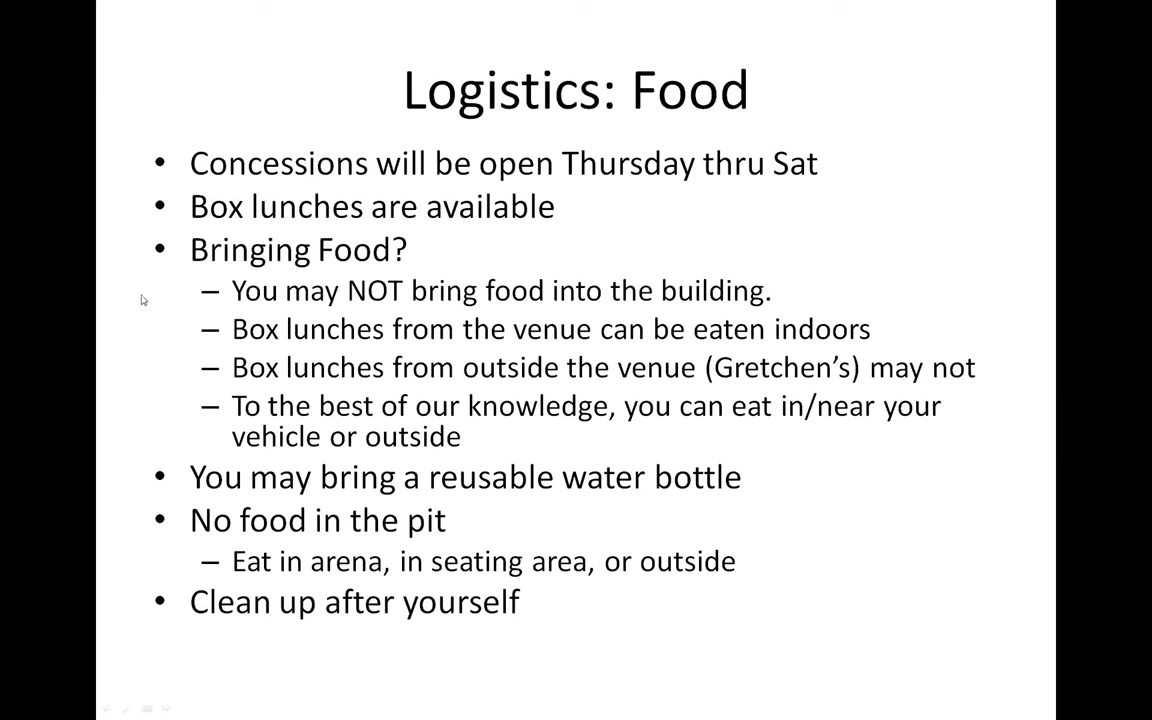 Logistics: Food
• Concessions will be open Thursday thru Sat
• Box lunches are available
• Bringing Food?
– You may NOT bring food into the building.
– Box lunches from the venue can be eaten indoors
– Box lunches from outside the venue (Gretchen’s) may not
– To the best of our knowledge, you can eat in/near your
vehicle or outside
• You may bring a reusable water bottle
• No food in the pit
– Eat in arena, in seating area, or outside
• Clean up after yourself